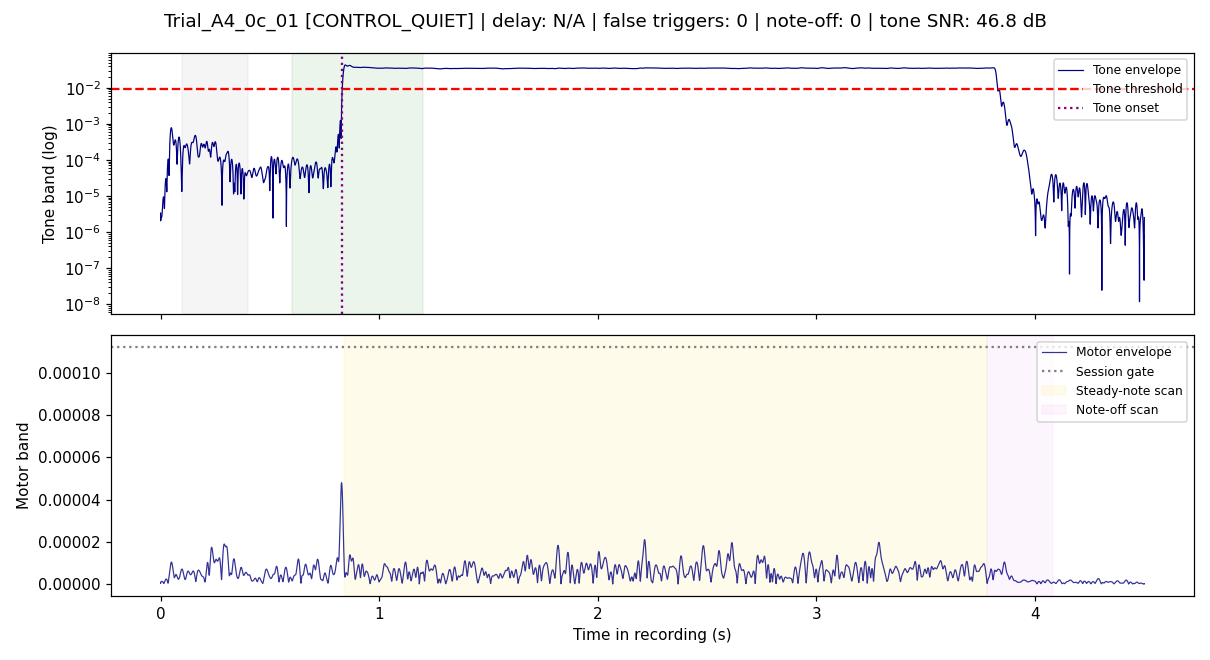 Trial_A4_0c_01 [CONTROL_QUIET] | delay: N/A | false triggers: 0 | note-off: 0 | tone SNR: 46.8 dB
Tone band (log)
10⁻²
10⁻³
10⁻⁴
10⁻⁵
10⁻⁶
10⁻⁷
10⁻⁸
Tone envelope
Tone threshold
Tone onset
Motor band
0.00010
0.00008
0.00006
0.00004
0.00002
0.00000
Motor envelope
Session gate
Steady-note scan
Note-off scan
0 1 2 3 4
Time in recording (s)